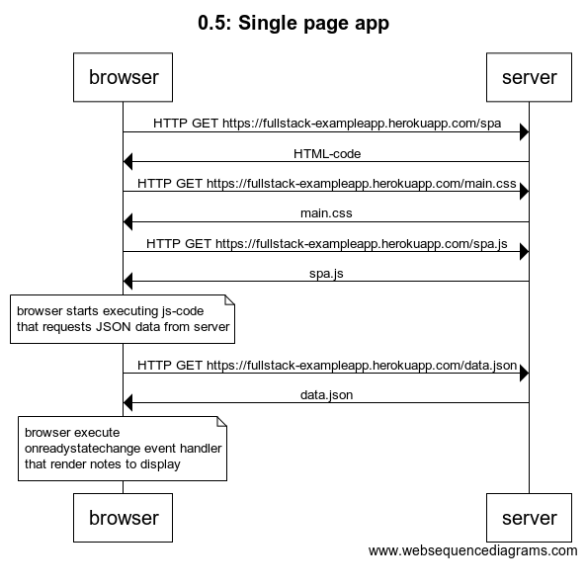 0.5: Single page app
browser
server
HTTP GET https://fullstack-exampleapp.herokuapp.com/spa
HTML-code
HTTP GET https://fullstack-exampleapp.herokuapp.com/main.css
main.css
HTTP GET https://fullstack-exampleapp.herokuapp.com/spa.js
spa.js
browser starts executing js-code
that requests JSON data from server
HTTP GET https://fullstack-exampleapp.herokuapp.com/data.json
data.json
browser execute
onreadystatechange event handler
that render notes to display
browser
server
www.websequencediagrams.com